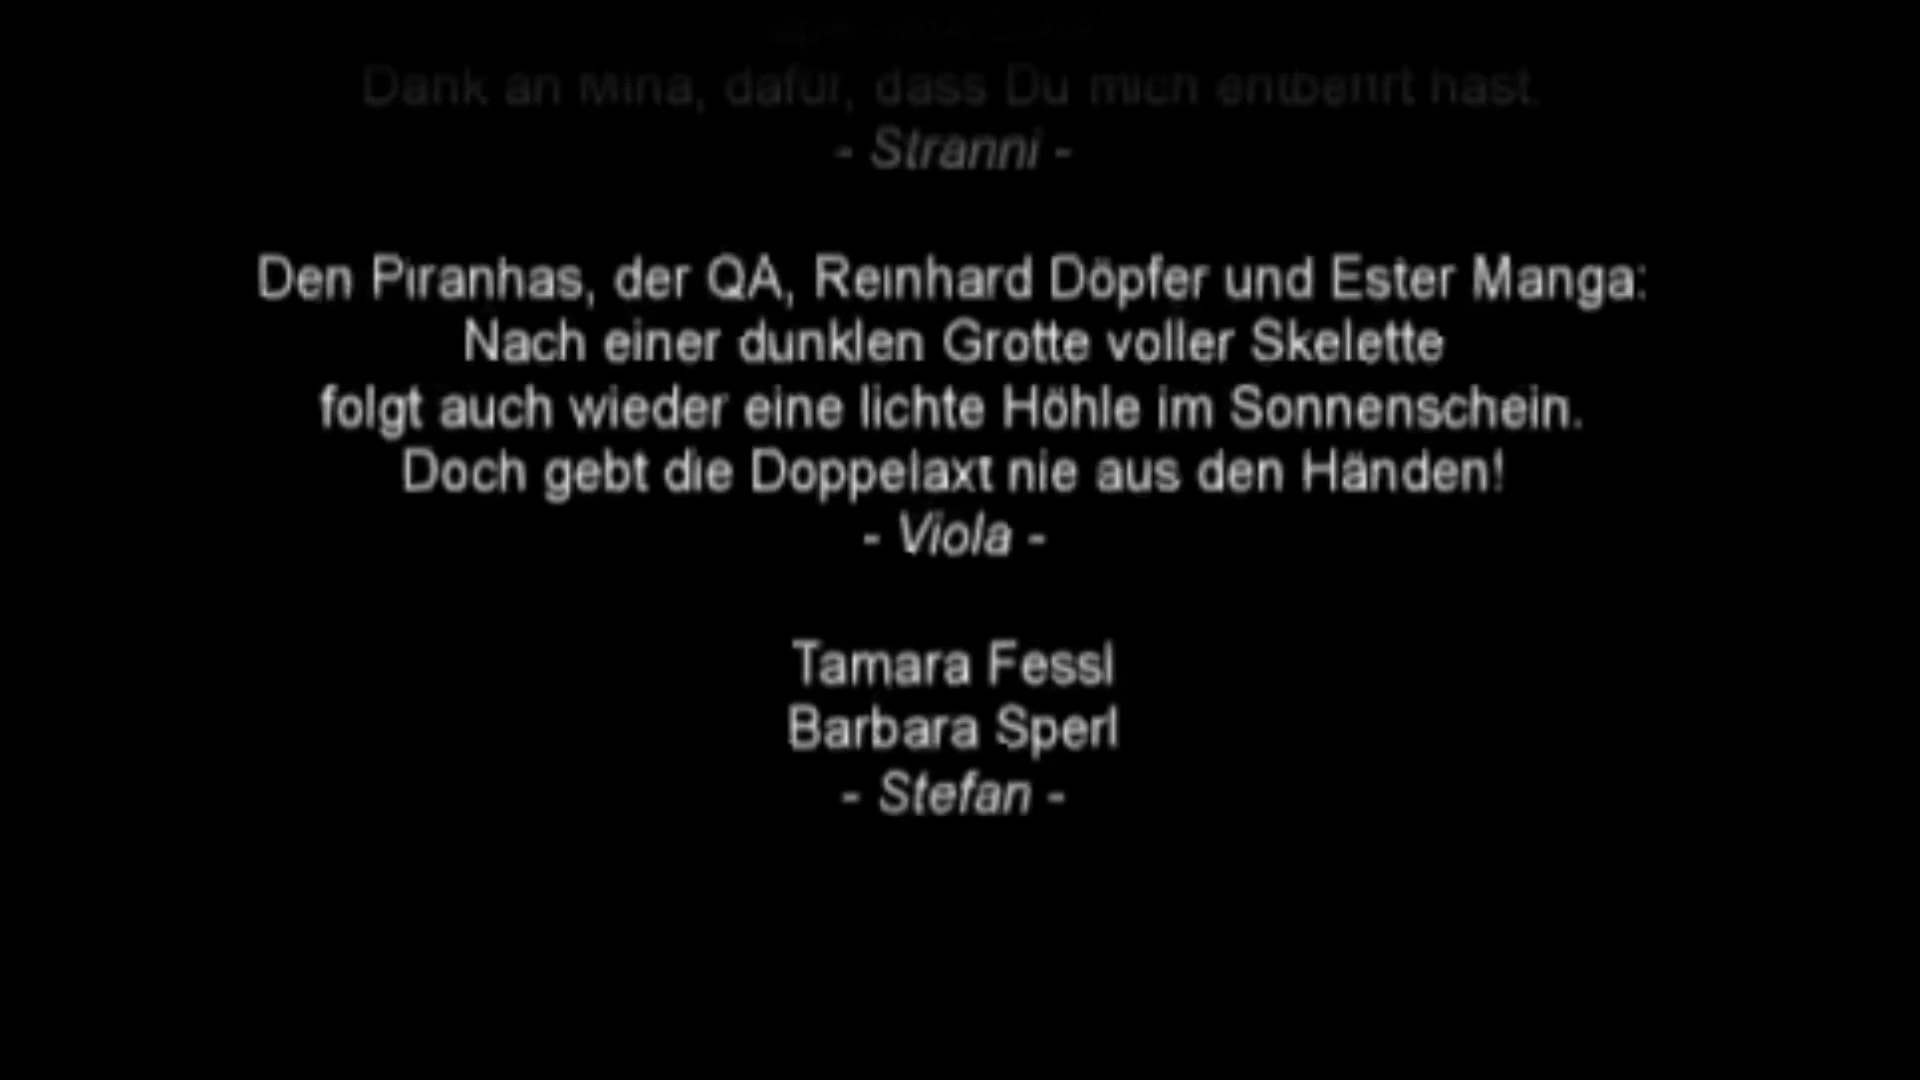 Dank an Mina, dafür, dass Du mich entbehrt hast.
- Stranni -
Den Piranhas, der QA, Reinhard Döpfer und Ester Manga:
Nach einer dunklen Grotte voller Skelette
folgt auch wieder eine lichte Höhle im Sonnenschein.
Doch gebt die Doppelaxt nie aus den Händen!
- Viola -
Tamara Fessl
Barbara Sperl
- Stefan -